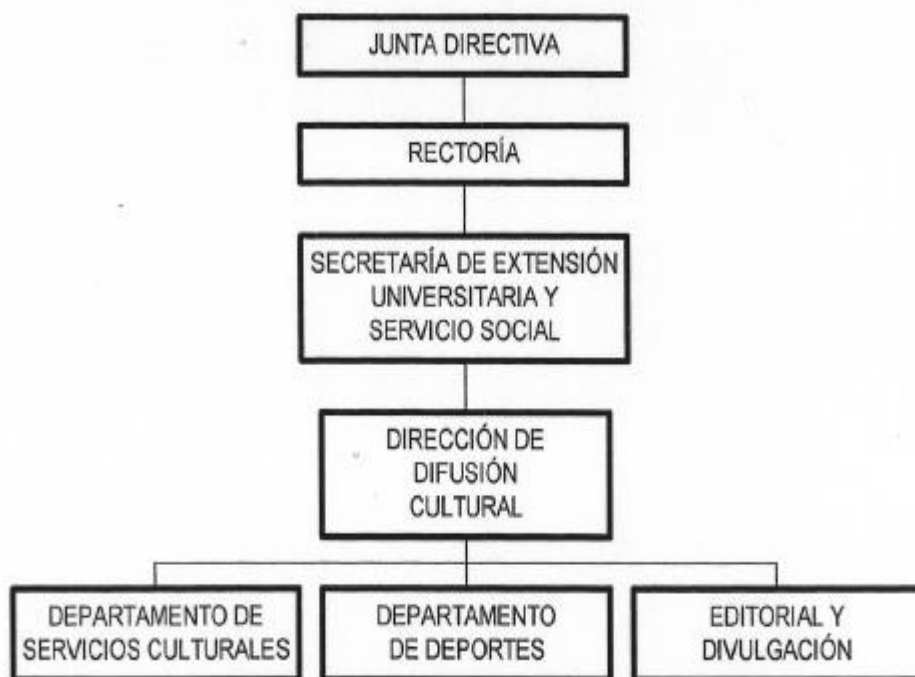 JUNTA DIRECTIVA
RECTORÍA
SECRETARÍA DE EXTENSIÓN
UNIVERSITARIA Y
SERVICIO SOCIAL
DIRECCIÓN DE
DIFUSIÓN
CULTURAL
DEPARTAMENTO DE
SERVICIOS CULTURALES
DEPARTAMENTO
DE DEPORTES
EDITORIAL Y
DIVULGACIÓN